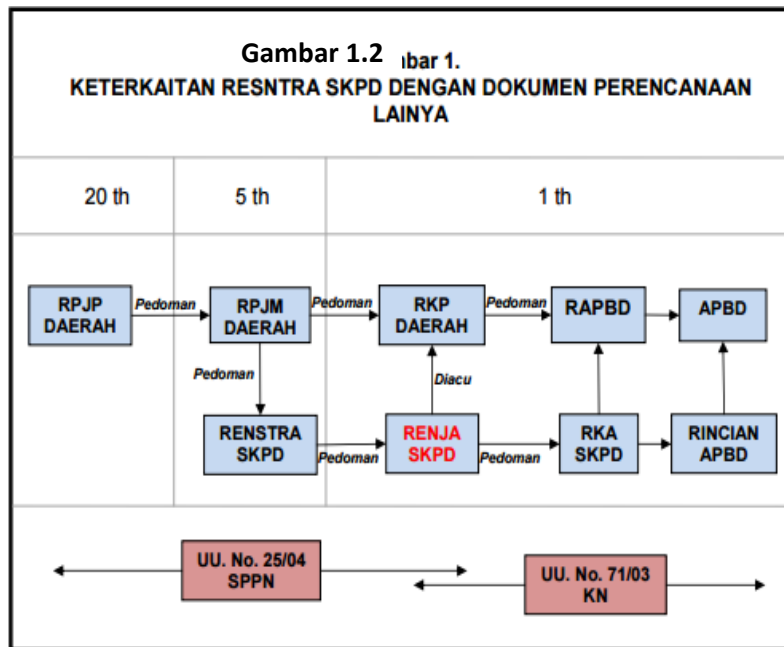 Gambar 1.2
bar 1.
KETERKAITAN RESNTRA SKPD DENGAN DOKUMEN PERENCANAAN
LAINYA
20 th
5 th
1 th
RPJP
DAERAH
Pedoman
RPJM
DAERAH
Pedoman
RKP
DAERAH
Pedoman
RAPBD
APBD
Pedoman
Diacu
RENSTRA
SKPD
Pedoman
RENJA
SKPD
Pedoman
RKA
SKPD
RINCIAN
APBD
UU. No. 25/04
SPPN
UU. No. 71/03
KN